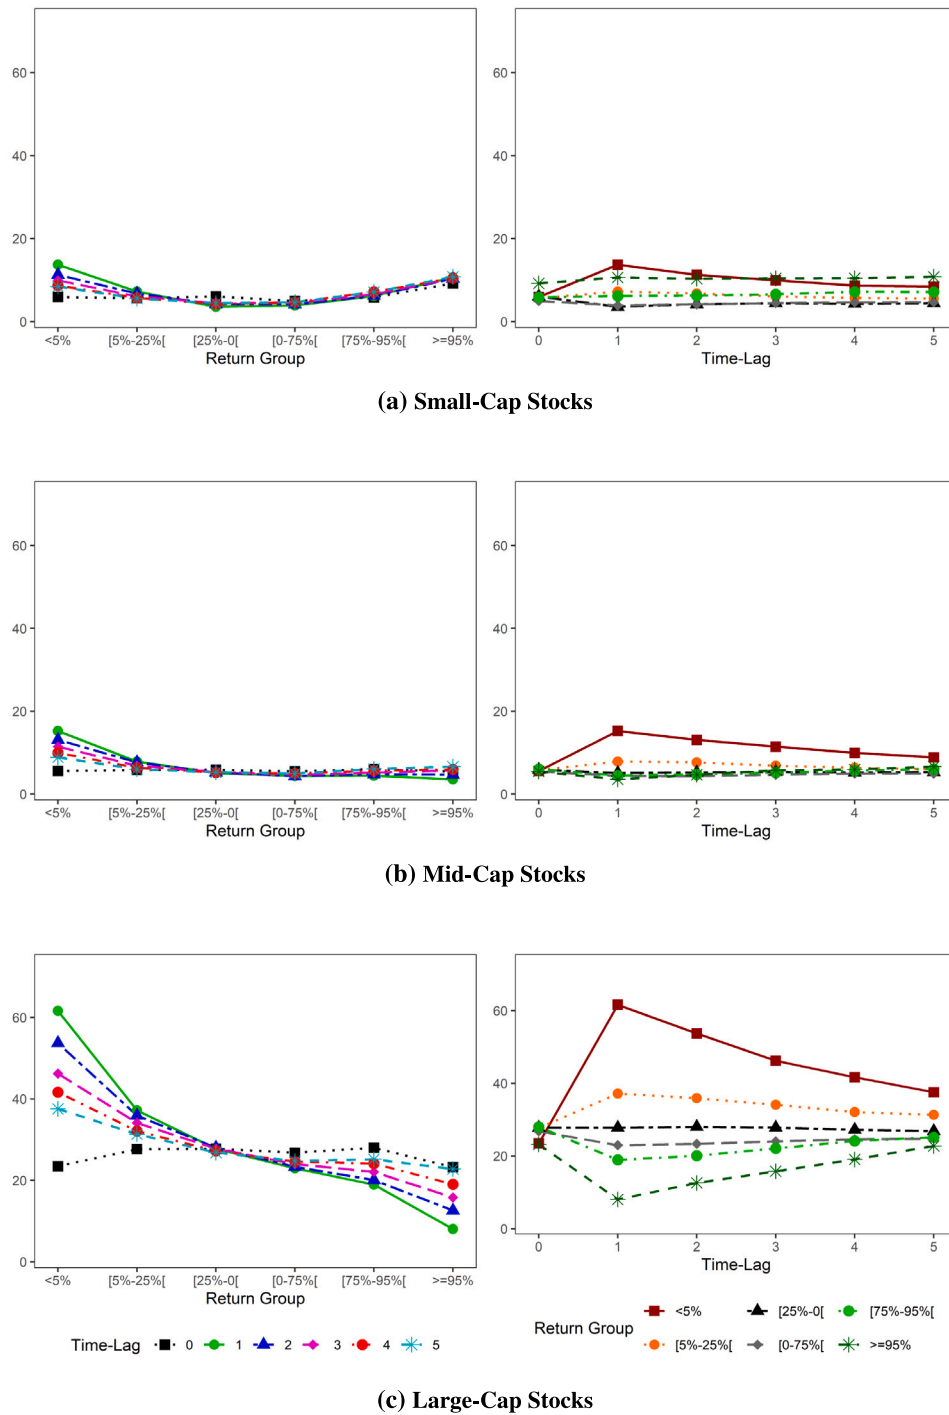 60
40
20
0
<5% [5%-25%[ [25%-0[ [0-75%[ [75%-95%[ >=95%
Return Group
60
40
20
0
0 1 2 3 4 5
Time-Lag
(a) Small-Cap Stocks
60
40
20
0
<5% [5%-25%[ [25%-0[ [0-75%[ [75%-95%[ >=95%
Return Group
60
40
20
0
0 1 2 3 4 5
Time-Lag
(b) Mid-Cap Stocks
60
40
20
0
<5% [5%-25%[ [25%-0[ [0-75%[ [75%-95%[ >=95%
Return Group
Time-Lag 0 1 2 3 4 5
60
40
20
0
0 1 2 3 4 5
Time-Lag
Return Group
<5% [25%-0[ [75%-95%[
[5%-25%[ [0-75%[ >=95%
(c) Large-Cap Stocks